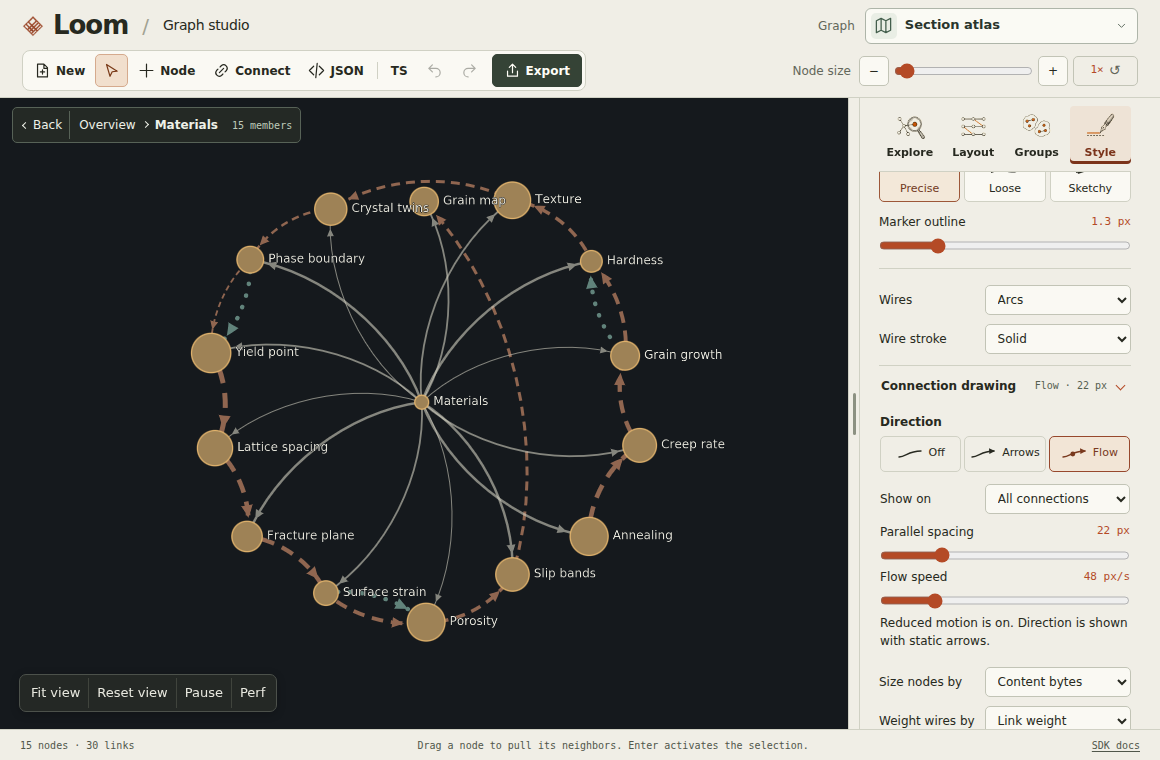 Loom / Graph studio
Graph Section atlas
New Node Connect JSON TS Export
Node size − + 1× ↺
Back Overview › Materials 15 members
Explore Layout Groups Style
Precise Loose Sketchy
Marker outline 1.3 px
Wires Arcs
Wire stroke Solid
Connection drawing Flow · 22 px
Direction
Off Arrows Flow
Show on All connections
Parallel spacing 22 px
Flow speed 48 px/s
Reduced motion is on. Direction is shown
with static arrows.
Size nodes by Content bytes
Weight wires by Link weight
Crystal twins
Grain map
Texture
Phase boundary
Hardness
Yield point
Grain growth
Materials
Lattice spacing
Creep rate
Fracture plane
Annealing
Slip bands
Surface strain
Porosity
Fit view Reset view Pause Perf
15 nodes · 30 links
Drag a node to pull its neighbors. Enter activates the selection.
SDK docs